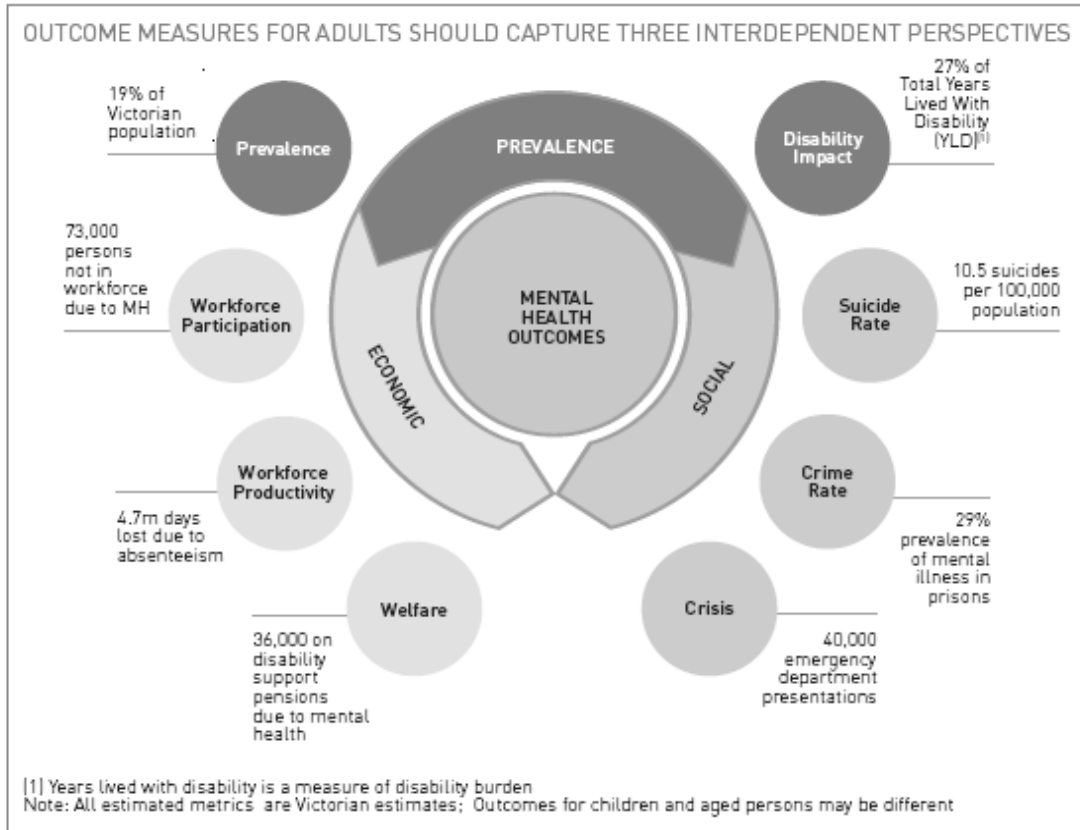 OUTCOME MEASURES FOR ADULTS SHOULD CAPTURE THREE INTERDEPENDENT PERSPECTIVES
19% of
Victorian
population
Prevalence
PREVALENCE
Disability
Impact
27% of
Total Years
Lived With
Disability
(YLD)(1)
73,000
persons
not in
workforce
due to MH
Workforce
Participation
MENTAL
HEALTH
OUTCOMES
ECONOMIC
SOCIAL
Suicide
Rate
10.5 suicides
per 100,000
population
Workforce
Productivity
4.7m days
lost due to
absenteeism
Crime
Rate
29%
prevalence
of mental
illness in
prisons
Welfare
36,000 on
disability
support
pensions
due to mental
health
Crisis
40,000
emergency
department
presentations
(1) Years lived with disability is a measure of disability burden
Note: All estimated metrics are Victorian estimates; Outcomes for children and aged persons may be different